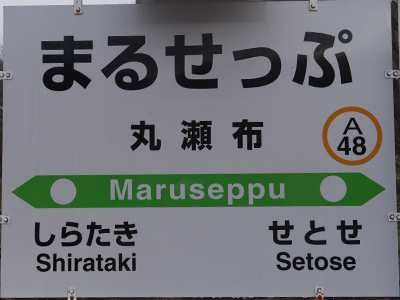 まるせっぷ
丸瀬布
A
48
Maruseppu
しらたき せとせ
Shirataki Setose